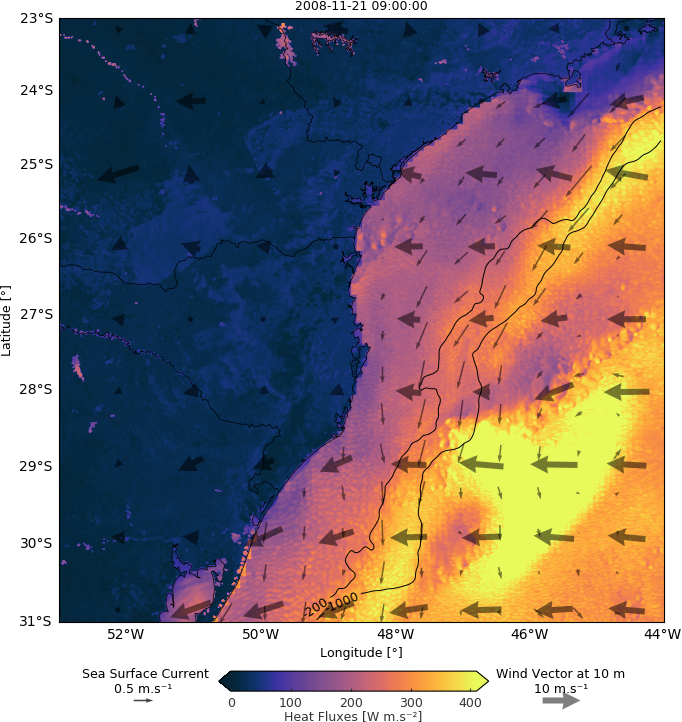 2008-11-21 09:00:00
23°S
24°S
25°S
26°S
27°S
28°S
29°S
30°S
31°S
Latitude [°]
-200
-1000
52°W 50°W 48°W 46°W 44°W
Longitude [°]
Sea Surface Current
0.5 m.s⁻¹
Wind Vector at 10 m
10 m.s⁻¹
0 100 200 300 400
Heat Fluxes [W m.s⁻²]